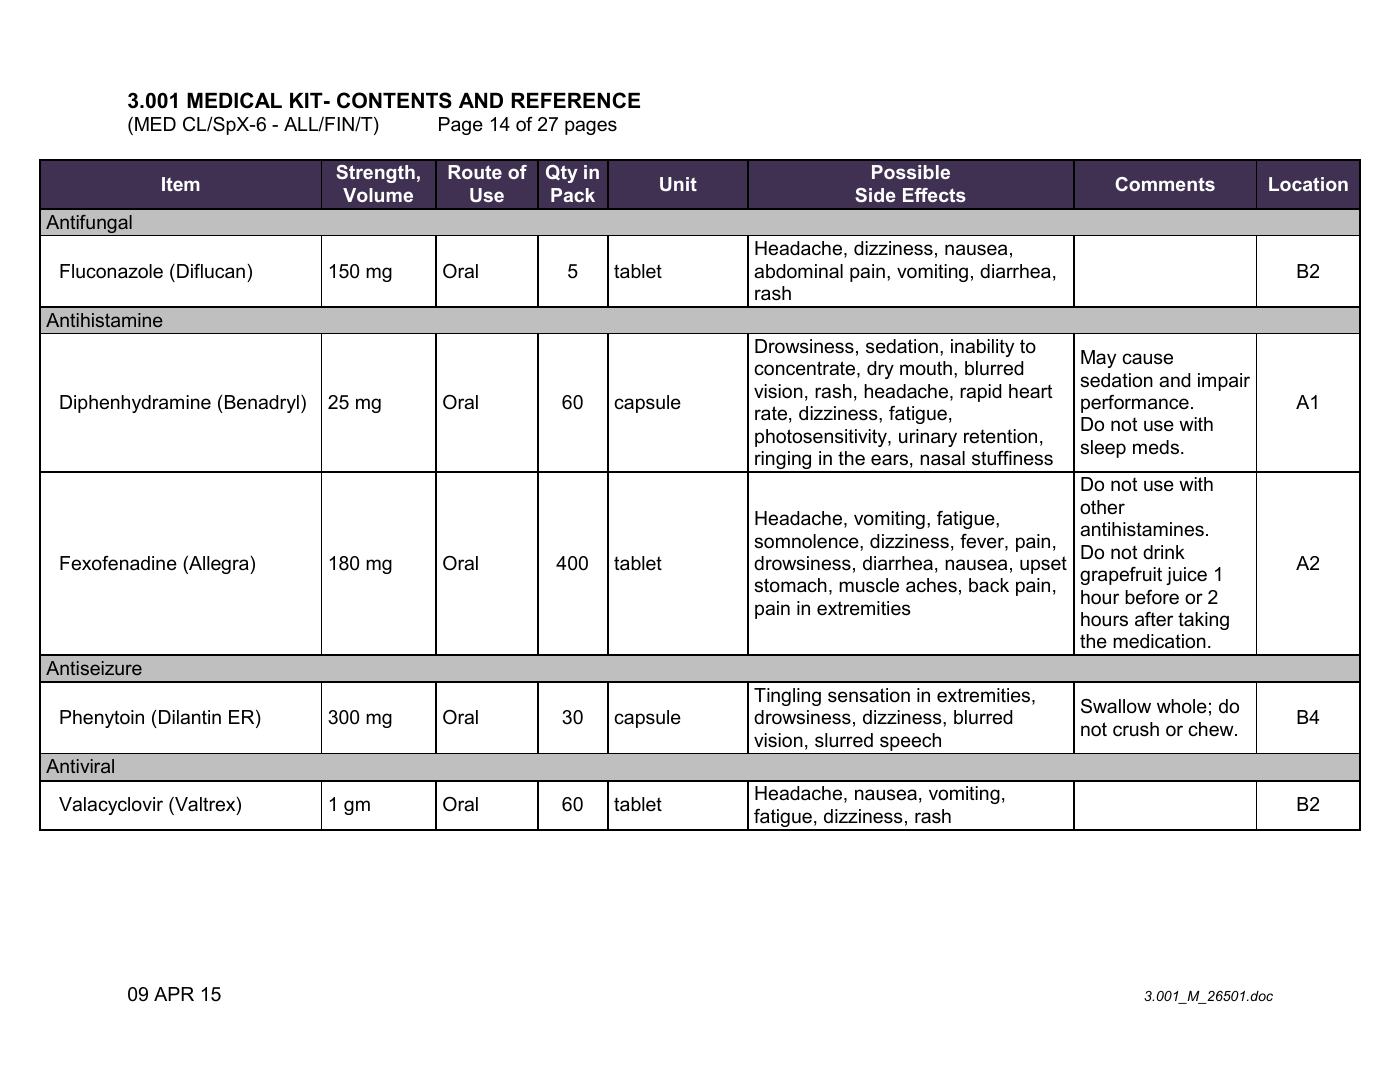 3.001 MEDICAL KIT- CONTENTS AND REFERENCE
(MED CL/SpX-6 - ALL/FIN/T) Page 14 of 27 pages
Item
Strength,
Volume
Route of
Use
Qty in
Pack
Unit
Possible
Side Effects
Comments
Location
Antifungal
Fluconazole (Diflucan)
150 mg
Oral
5
tablet
Headache, dizziness, nausea,
abdominal pain, vomiting, diarrhea,
rash
B2
Antihistamine
Diphenhydramine (Benadryl)
25 mg
Oral
60
capsule
Drowsiness, sedation, inability to
concentrate, dry mouth, blurred
vision, rash, headache, rapid heart
rate, dizziness, fatigue,
photosensitivity, urinary retention,
ringing in the ears, nasal stuffiness
May cause
sedation and impair
performance.
Do not use with
sleep meds.
A1
Fexofenadine (Allegra)
180 mg
Oral
400
tablet
Headache, vomiting, fatigue,
somnolence, dizziness, fever, pain,
drowsiness, diarrhea, nausea, upset
stomach, muscle aches, back pain,
pain in extremities
Do not use with
other
antihistamines.
Do not drink
grapefruit juice 1
hour before or 2
hours after taking
the medication.
A2
Antiseizure
Phenytoin (Dilantin ER)
300 mg
Oral
30
capsule
Tingling sensation in extremities,
drowsiness, dizziness, blurred
vision, slurred speech
Swallow whole; do
not crush or chew.
B4
Antiviral
Valacyclovir (Valtrex)
1 gm
Oral
60
tablet
Headache, nausea, vomiting,
fatigue, dizziness, rash
B2
09 APR 15
3.001_M_26501.doc